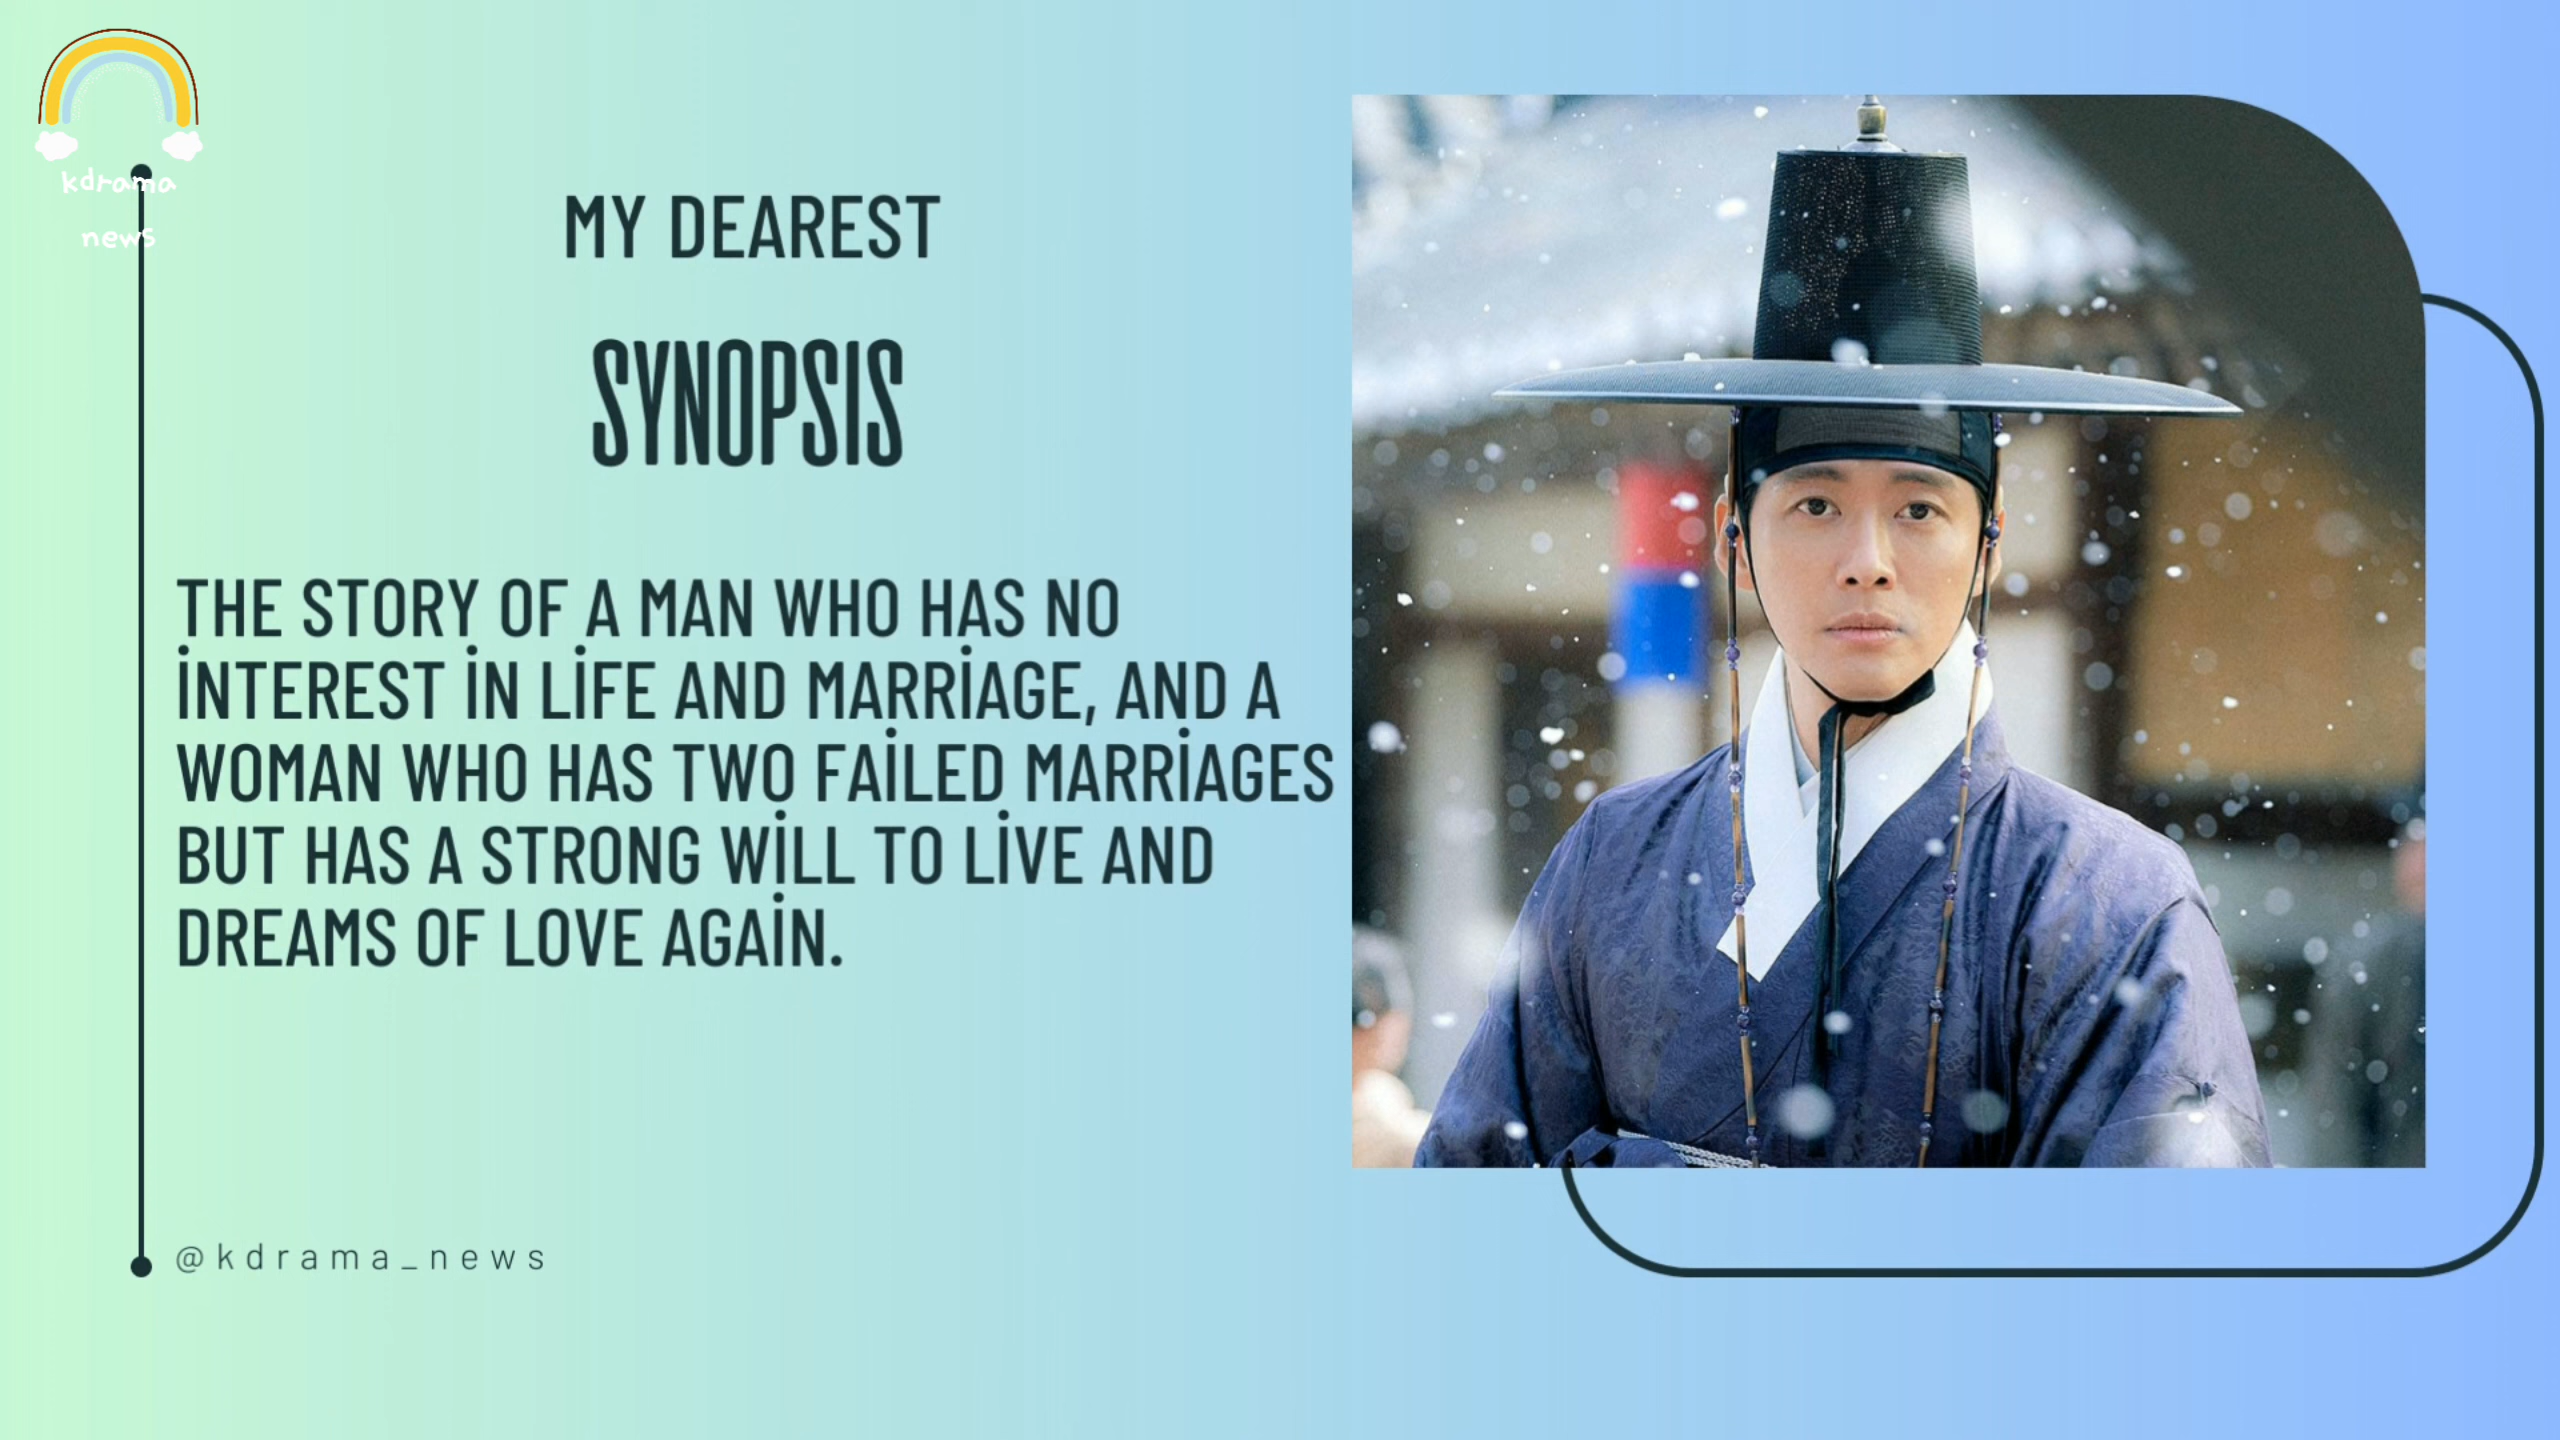 kdrama
news
MY DEAREST
SYNOPSIS
THE STORY OF A MAN WHO HAS NO
İNTEREST İN LİFE AND MARRİAGE, AND A
WOMAN WHO HAS TWO FAİLED MARRİAGES
BUT HAS A STRONG WİLL TO LİVE AND
DREAMS OF LOVE AGAİN.
@kdrama_news